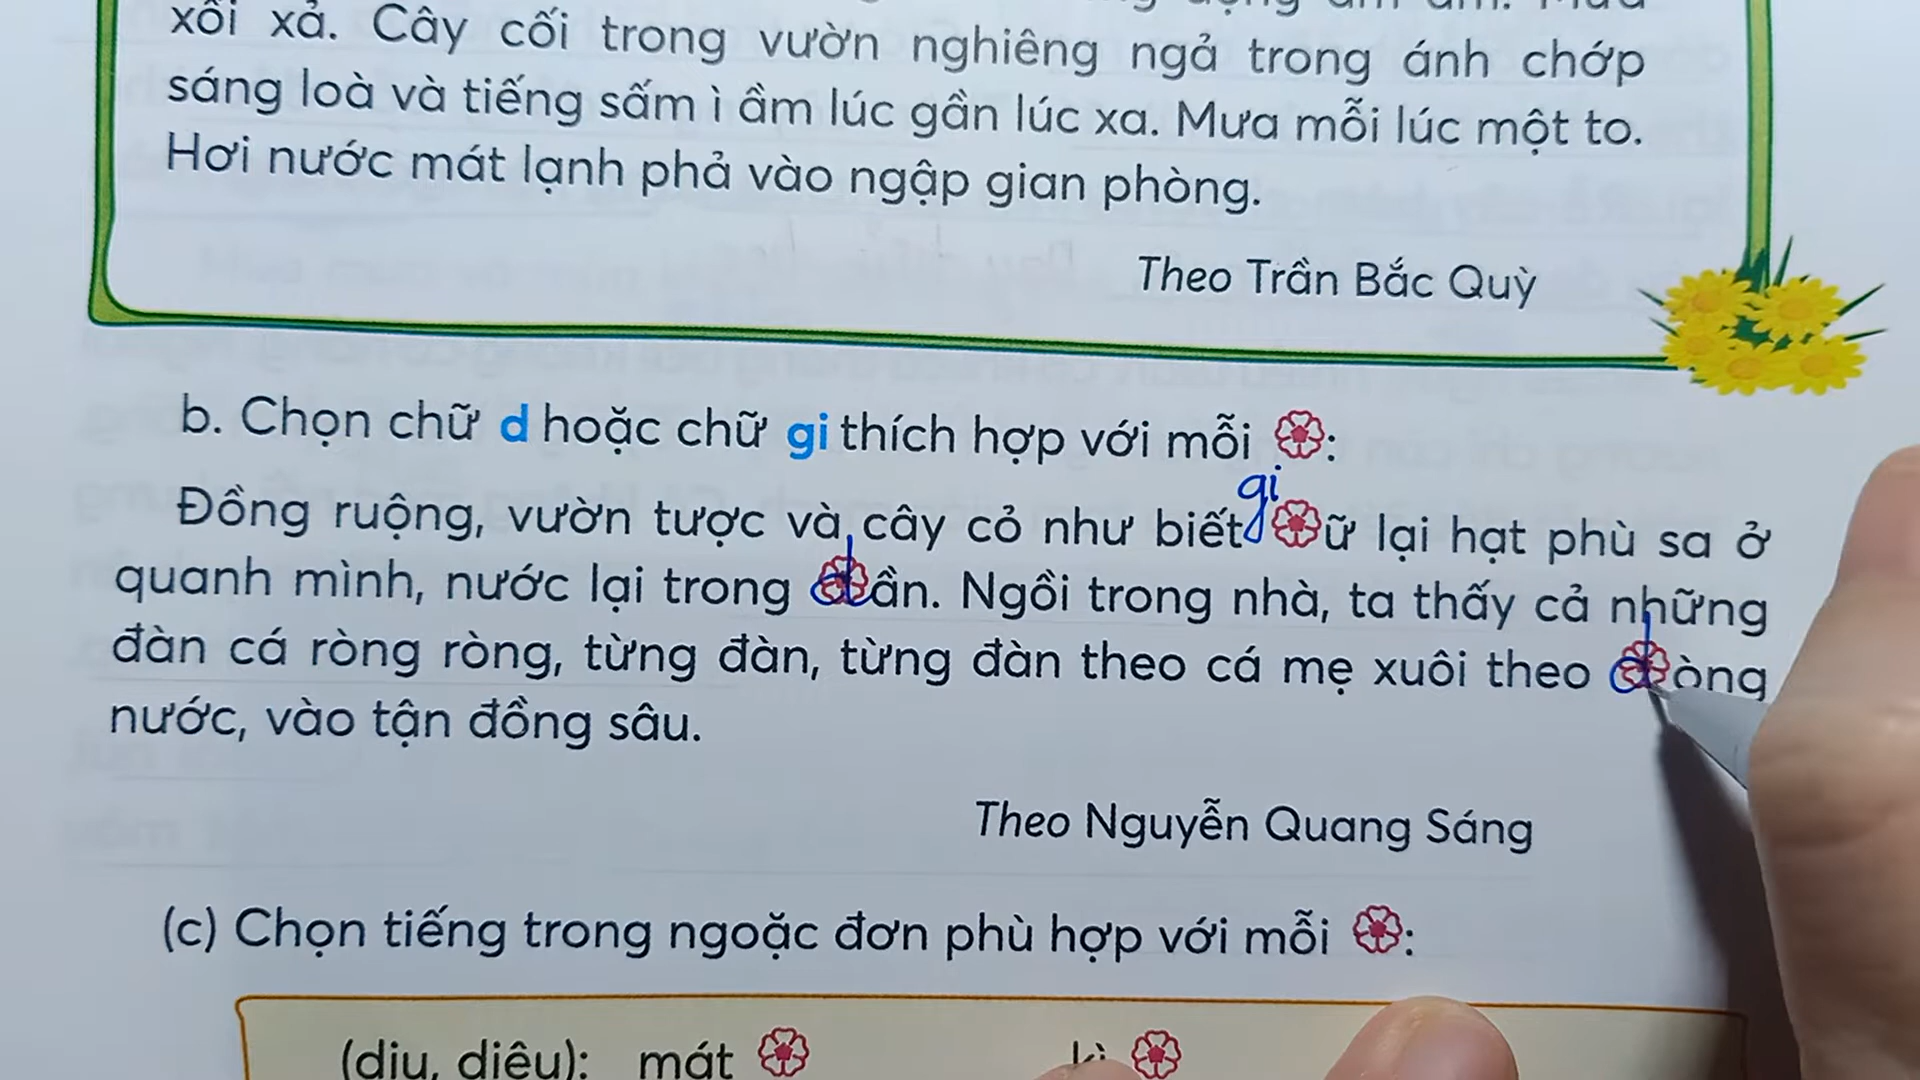 xối xả. Cây cối trong vườn nghiêng ngả trong ánh chớp
sáng loà và tiếng sấm ì ầm lúc gần lúc xa. Mưa mỗi lúc một to.
Hơi nước mát lạnh phả vào ngập gian phòng.
Theo Trần Bắc Quỳ
b. Chọn chữ d hoặc chữ gi thích hợp với mỗi :
gi
Đồng ruộng, vườn tược và cây cỏ như biết ữ lại hạt phù sa ở
quanh mình, nước lại trong dần. Ngồi trong nhà, ta thấy cả những
đàn cá ròng ròng, từng đàn, từng đàn theo cá mẹ xuôi theo dòng
nước, vào tận đồng sâu.
Theo Nguyễn Quang Sáng
(c) Chọn tiếng trong ngoặc đơn phù hợp với mỗi :
(dịu, diệu): mát kì